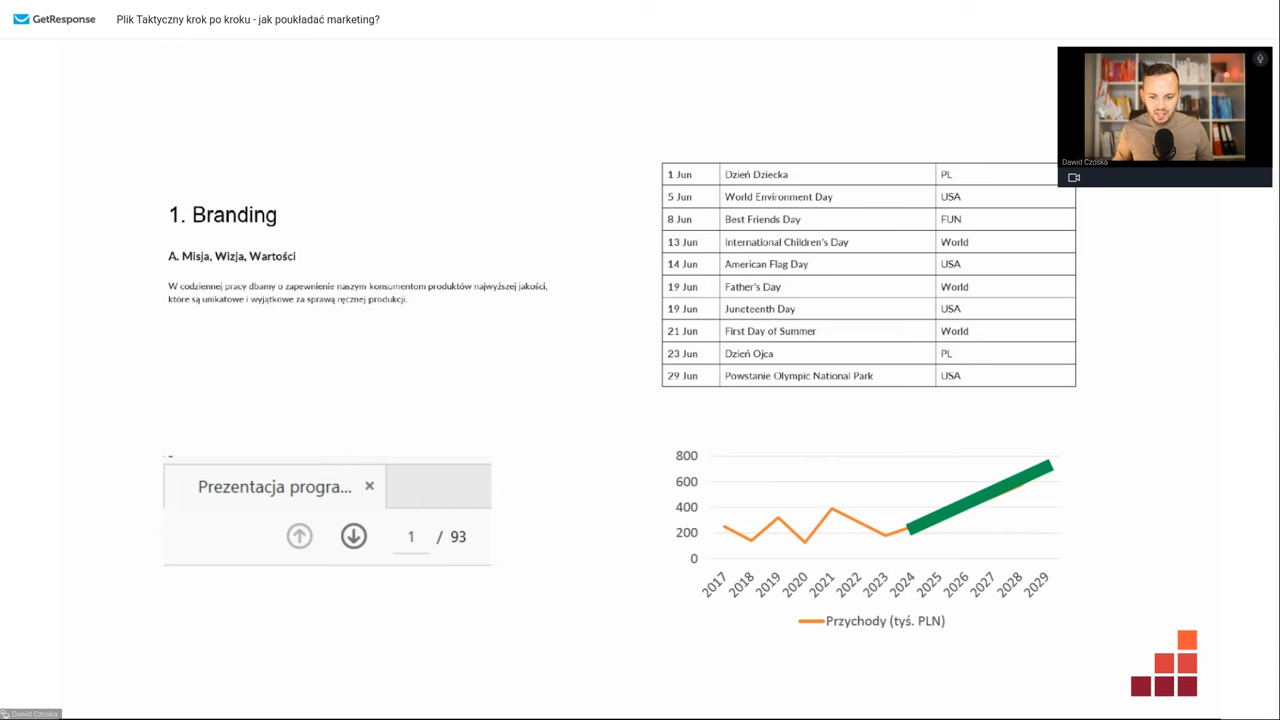 GetResponse
Plik Taktyczny krok po kroku - jak poukładać marketing?
Dawid Czoska
1. Branding
A. Misja, Wizja, Wartości
W codziennej pracy dbamy o zapewnienie naszym konsumentom produktów najwyższej jakości,
które są unikatowe i wyjątkowe za sprawą ręcznej produkcji.
1 Jun Dzień Dziecka PL
5 Jun World Environment Day USA
8 Jun Best Friends Day FUN
13 Jun International Children's Day World
14 Jun American Flag Day USA
19 Jun Father's Day World
19 Jun Juneteenth Day USA
21 Jun First Day of Summer World
23 Jun Dzień Ojca PL
29 Jun Powstanie Olympic National Park USA
Prezentacja progra... ×
1 / 93
800
600
400
200
0
2017 2018 2019 2020 2021 2022 2023 2024 2025 2026 2027 2028 2029
Przychody (tyś. PLN)
Dawid Czoska